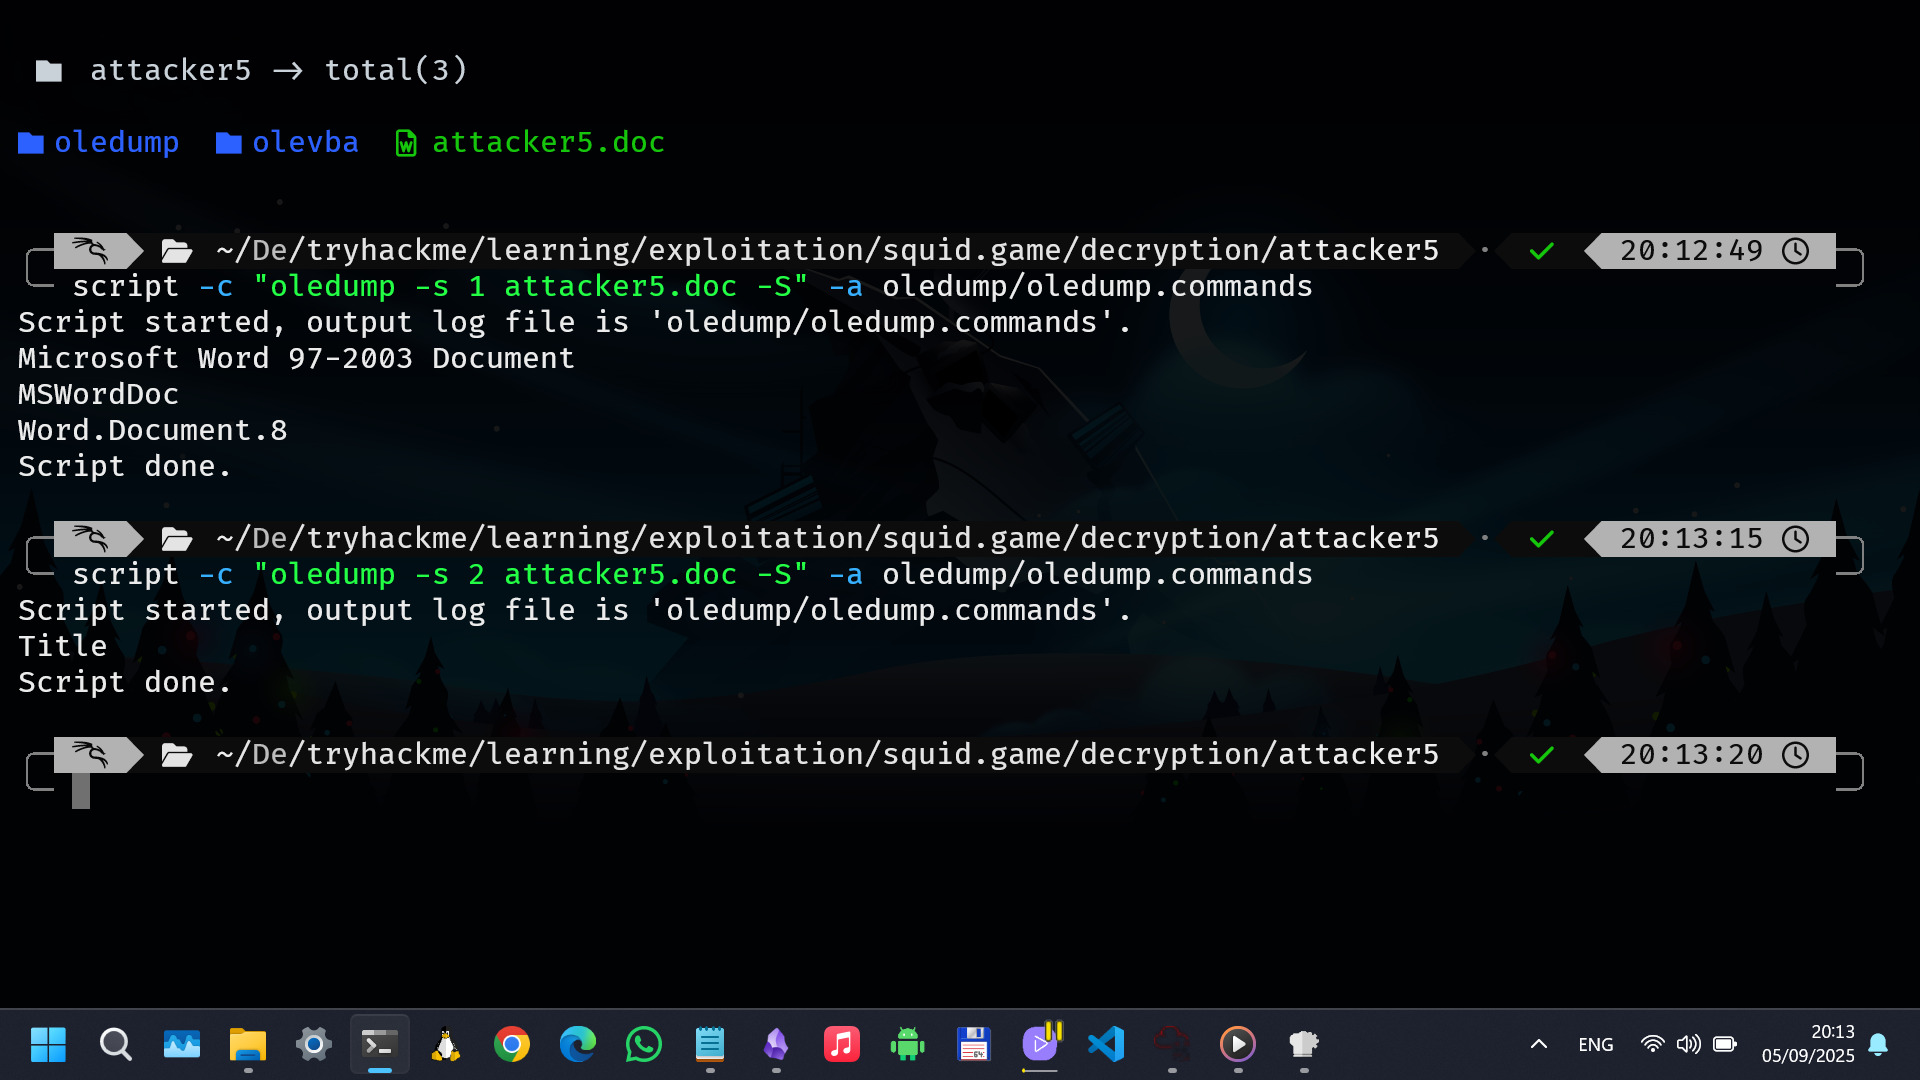 attacker5 → total(3)
oledump olevba attacker5.doc
~/De/tryhackme/learning/exploitation/squid.game/decryption/attacker5 20:12:49
script -c "oledump -s 1 attacker5.doc -S" -a oledump/oledump.commands
Script started, output log file is 'oledump/oledump.commands'.
Microsoft Word 97-2003 Document
MSWordDoc
Word.Document.8
Script done.
~/De/tryhackme/learning/exploitation/squid.game/decryption/attacker5 20:13:15
script -c "oledump -s 2 attacker5.doc -S" -a oledump/oledump.commands
Script started, output log file is 'oledump/oledump.commands'.
Title
Script done.
~/De/tryhackme/learning/exploitation/squid.game/decryption/attacker5 20:13:20
ENG
20:13
05/09/2025